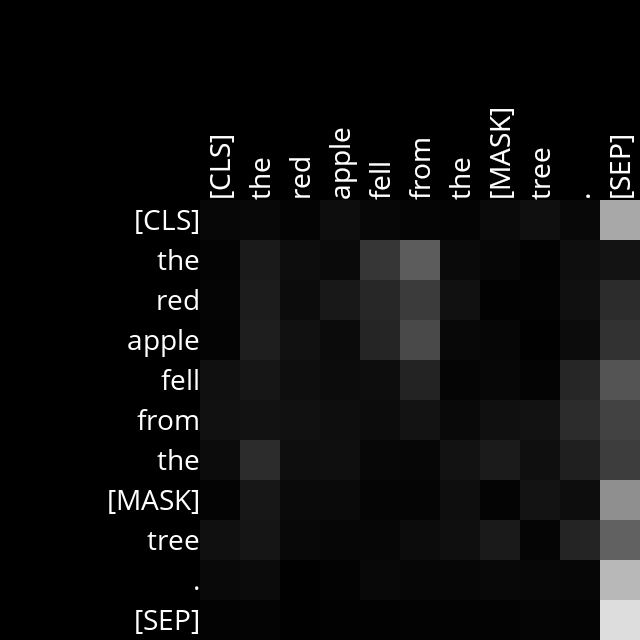 [CLS] the red apple fell from the [MASK] tree . [SEP]
[CLS]
the
red
apple
fell
from
the
[MASK]
tree
.
[SEP]